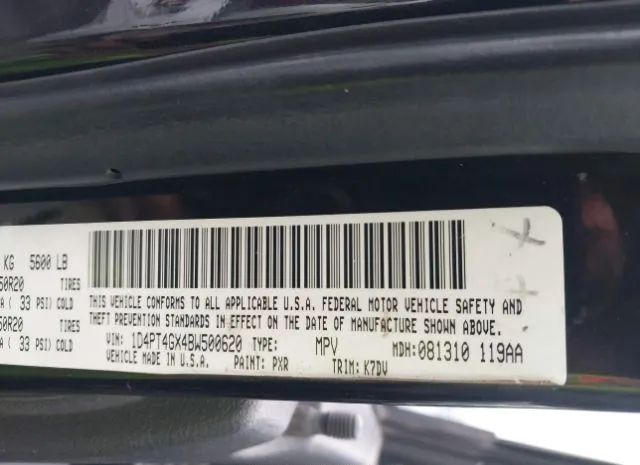 KG 5600 LB
50R20 TIRES
A ( 33 PSI) COLD
50R20 TIRES
A ( 33 PSI) COLD
THIS VEHICLE CONFORMS TO ALL APPLICABLE U.S.A. FEDERAL MOTOR VEHICLE SAFETY AND
AND THEFT PREVENTION STANDARDS IN EFFECT ON THE DATE OF MANUFACTURE SHOWN ABOVE.
VIN: 1D4PT4GX4BW500620 TYPE: MPV MDH: 081310 119AA
VEHICLE MADE IN U.S.A. PAINT: PXR TRIM: K7DV
X